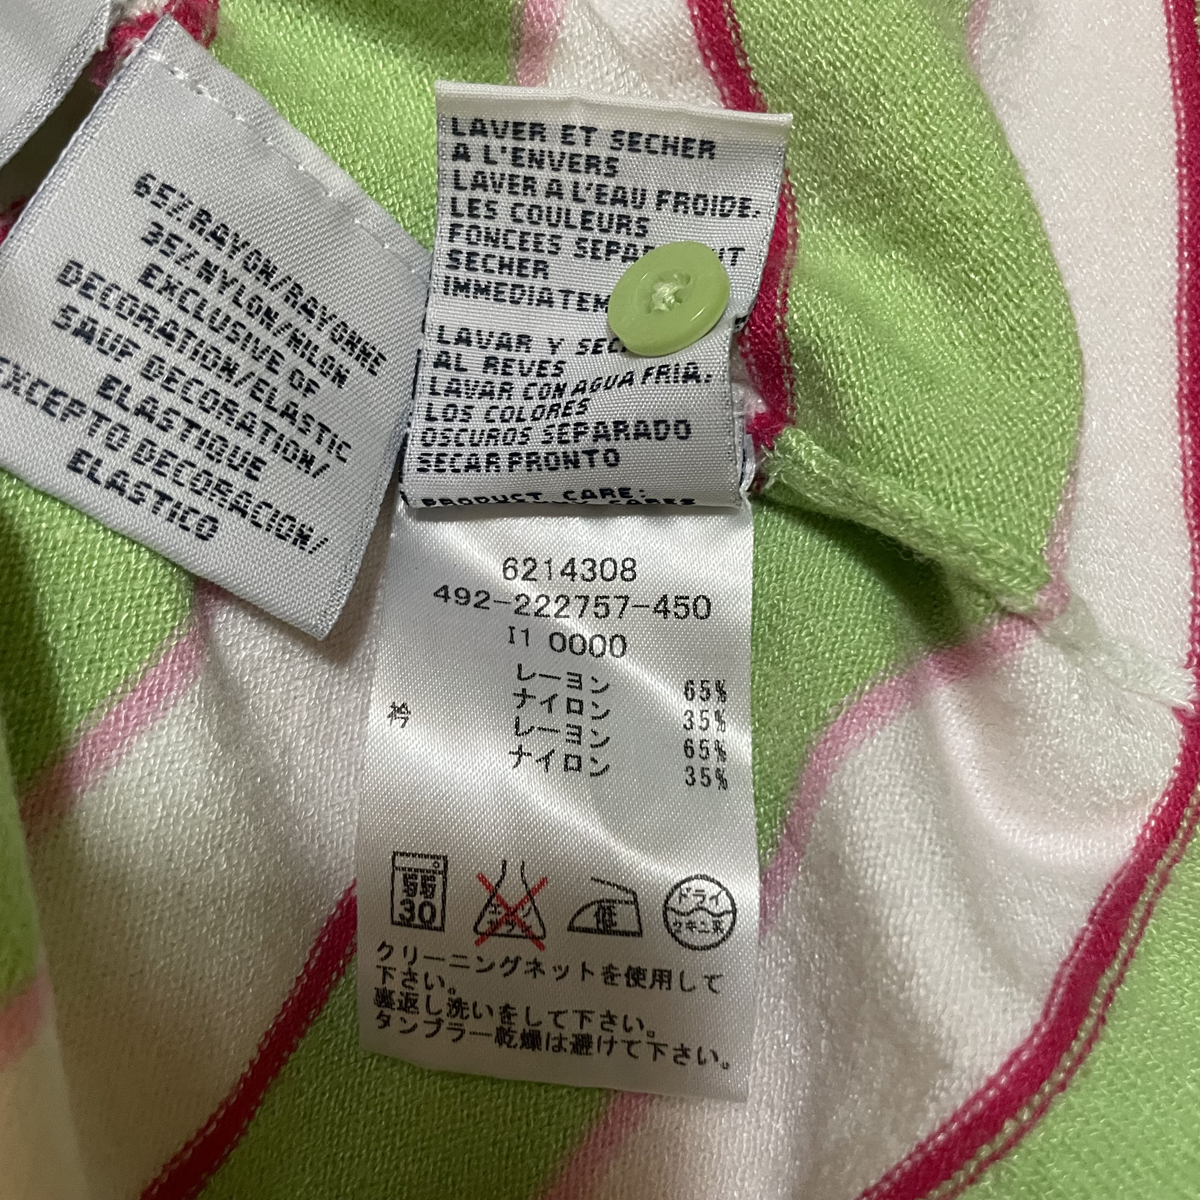 65%RAYON/RAYONNE
35%NYLON/NILON
EXCLUSIVE OF
DECORATION/ELASTIC
SAUF DECORATION/
ELASTIQUE
EXCEPTO DECORACION/
ELASTICO
LAVER ET SECHER
A L'ENVERS
LAVER A L'EAU FROIDE.
LES COULEURS
FONCEES
SECHER
LAVAR Y
AL REVES
LAVAR CON AGUA FRIA.
LOS COLORES
OSCUROS SEPARADO
SECAR PRONTO
PRODUCT CARE:
6214308
492-222757-450
I1 0000
レーヨン 65%
ナイロン 35%
衿 レーヨン 65%
ナイロン 35%
弱
30
低
ドライ
セキユ系
クリーニングネットを使用して
下さい。
裏返し洗いをして下さい。
タンブラー乾燥は避けて下さい。